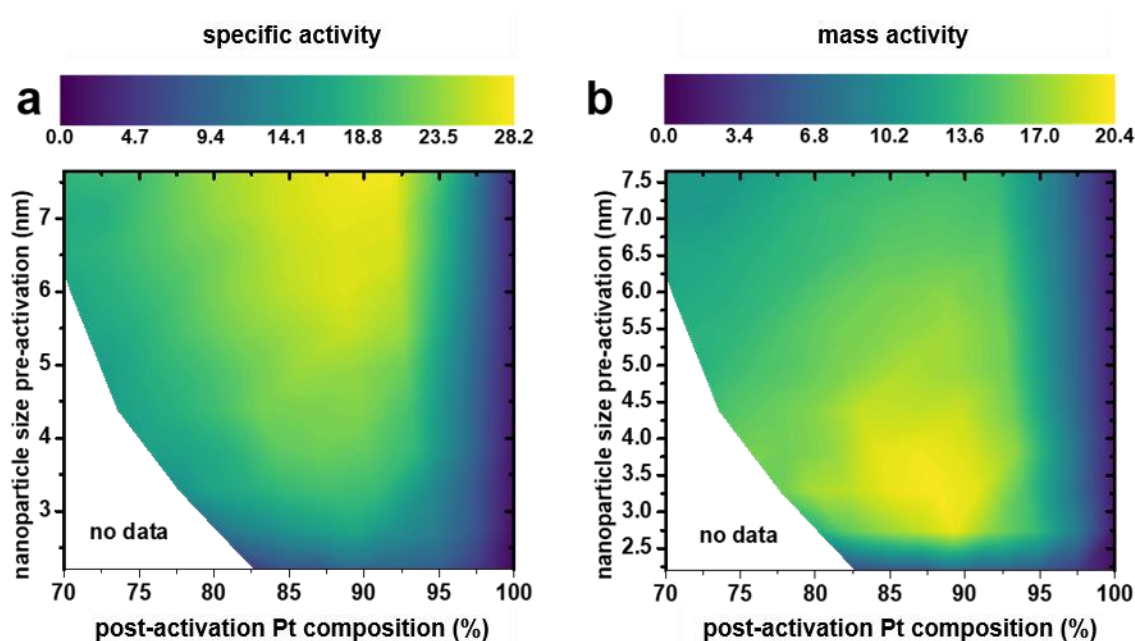 specific activity
a
0.0 4.7 9.4 14.1 18.8 23.5 28.2
nanoparticle size pre-activation (nm)
7
6
5
4
3
no data
70 75 80 85 90 95 100
post-activation Pt composition (%)
mass activity
b
0.0 3.4 6.8 10.2 13.6 17.0 20.4
nanoparticle size pre-activation (nm)
7.5
7.0
6.5
6.0
5.5
5.0
4.5
4.0
3.5
3.0
2.5
no data
70 75 80 85 90 95 100
post-activation Pt composition (%)